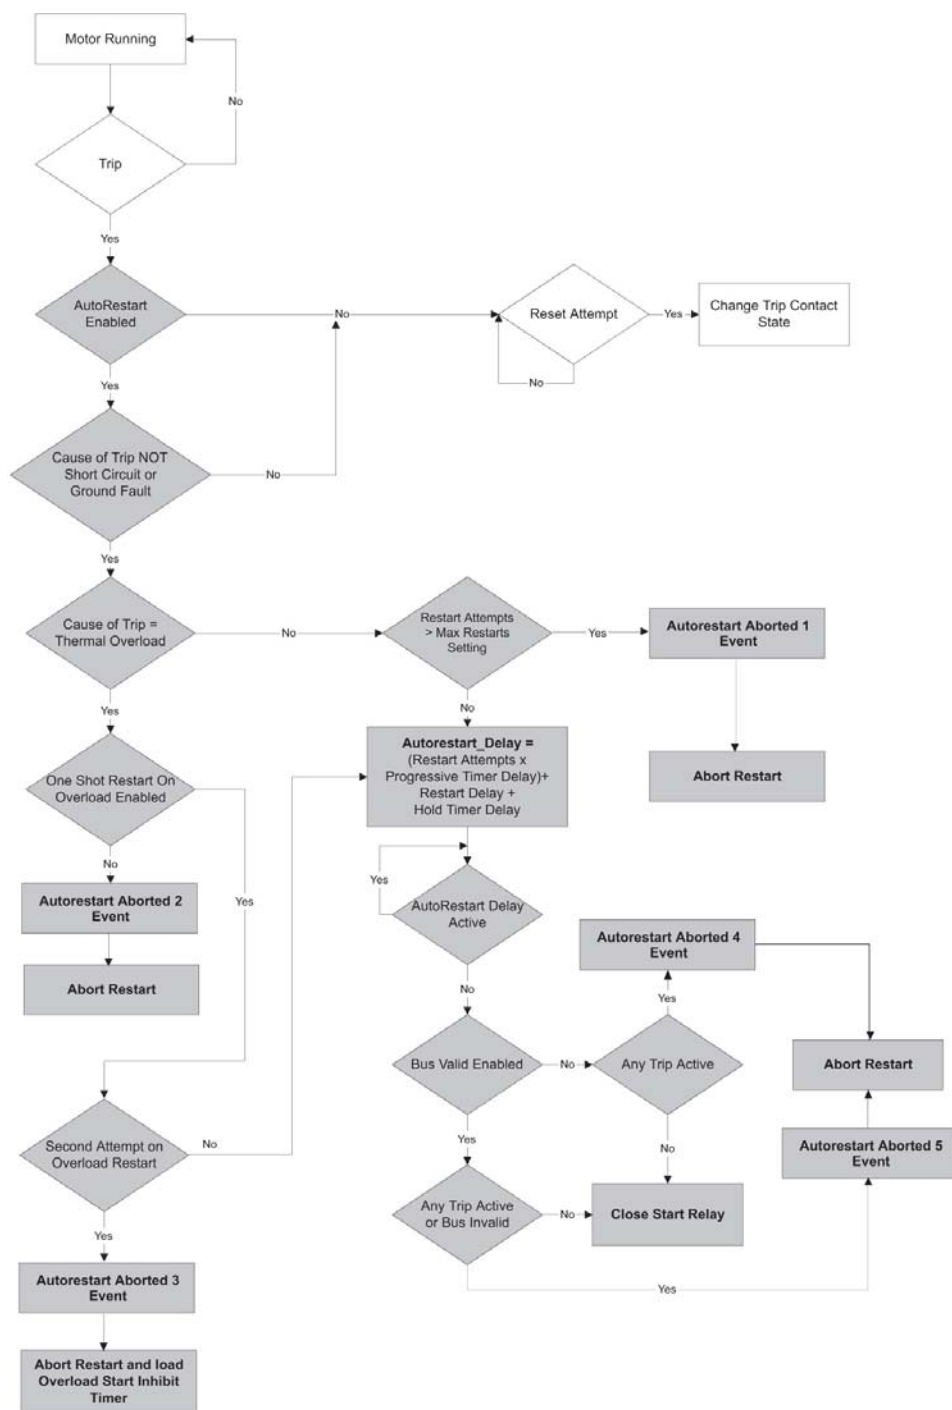 Motor Running
No
Trip
Yes
AutoRestart
Enabled
No
Reset Attempt
Yes
Change Trip Contact
State
No
Yes
Cause of Trip NOT
Short Circuit or
Ground Fault
No
Yes
Cause of Trip =
Thermal Overload
No
Restart Attempts
> Max Restarts
Setting
Yes
Autorestart Aborted 1
Event
Abort Restart
Yes
No
One Shot Restart On
Overload Enabled
Autorestart_Delay =
(Restart Attempts x
Progressive Timer Delay)+
Restart Delay +
Hold Timer Delay
No
Yes
Autorestart Aborted 2
Event
Abort Restart
Yes
AutoRestart Delay
Active
No
Autorestart Aborted 4
Event
Yes
Bus Valid Enabled
No
Any Trip Active
Abort Restart
Second Attempt on
Overload Restart
No
Yes
No
Autorestart Aborted 5
Event
Any Trip Active
or Bus Invalid
No
Close Start Relay
Yes
Yes
Autorestart Aborted 3
Event
Abort Restart and load
Overload Start Inhibit
Timer